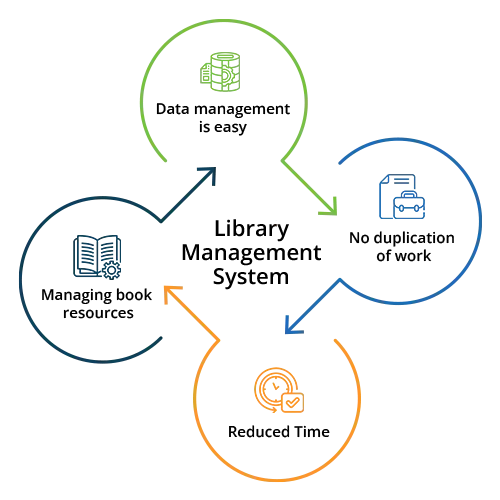 Data management
is easy
No duplication
of work
Library
Management
System
Managing book
resources
Reduced Time